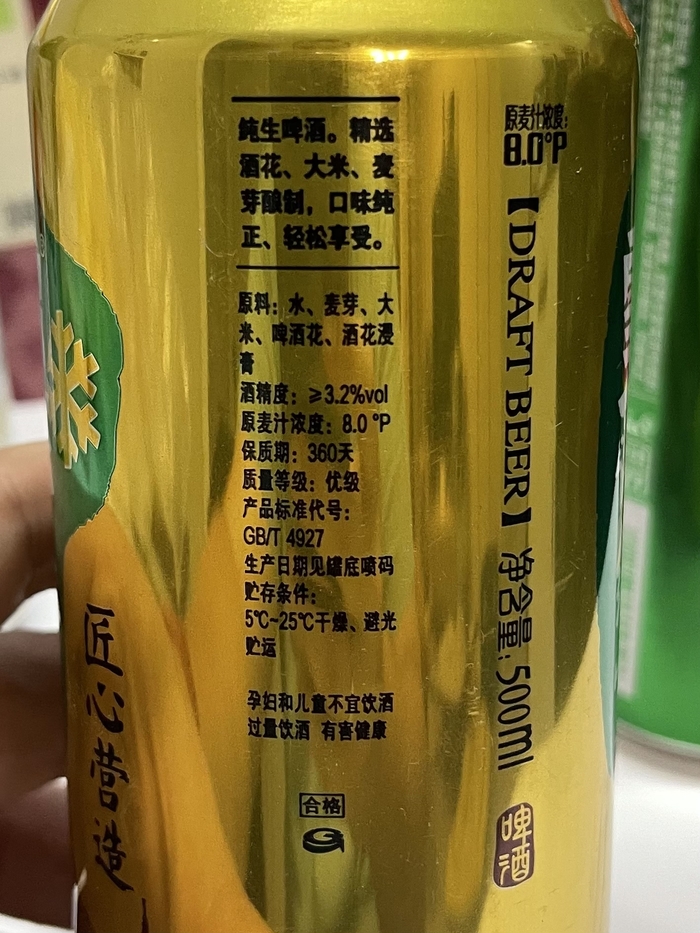 纯生啤酒。精选
酒花、大米、麦
芽酿制，口味纯
正、轻松享受。
原料：水、麦芽、大
米、啤酒花、酒花浸
膏
酒精度：≥3.2%vol
原麦汁浓度：8.0 °P
保质期：360天
质量等级：优级
产品标准代号：
GB/T 4927
生产日期见罐底喷码
贮存条件：
5℃~25℃干燥、避光
贮运
孕妇和儿童不宜饮酒
过量饮酒 有害健康
合格
原麦汁浓度：
8.0°P
【DRAFT BEER】净含量：500ml
啤酒
匠心营造